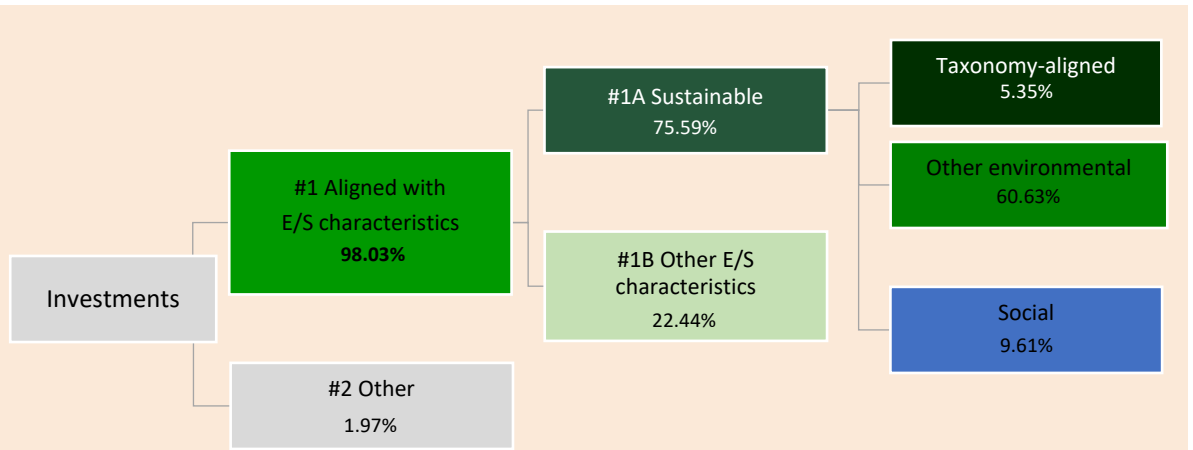 Investments
#1 Aligned with
E/S characteristics
98.03%
#2 Other
1.97%
#1A Sustainable
75.59%
#1B Other E/S
characteristics
22.44%
Taxonomy-aligned
5.35%
Other environmental
60.63%
Social
9.61%